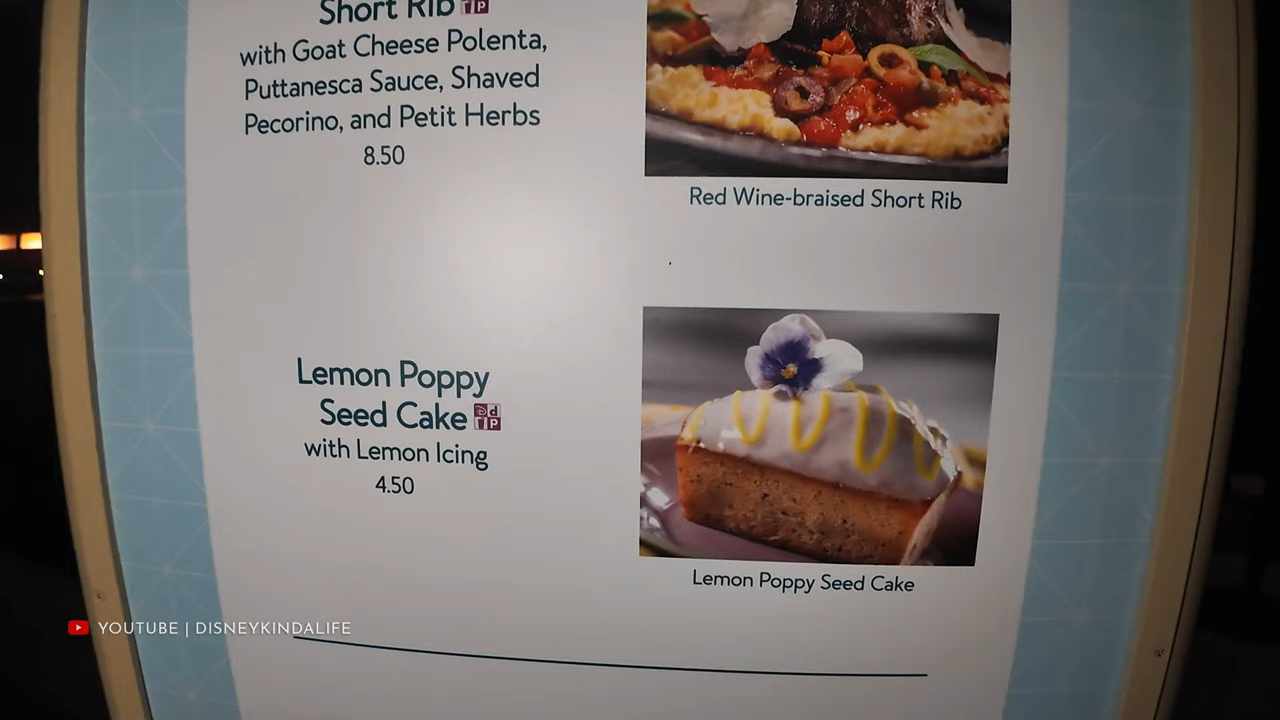 Short Rib
with Goat Cheese Polenta,
Puttanesca Sauce, Shaved
Pecorino, and Petit Herbs
8.50
Red Wine-braised Short Rib
Lemon Poppy
Seed Cake
with Lemon Icing
4.50
Lemon Poppy Seed Cake
YOUTUBE | DISNEYKINDALIFE